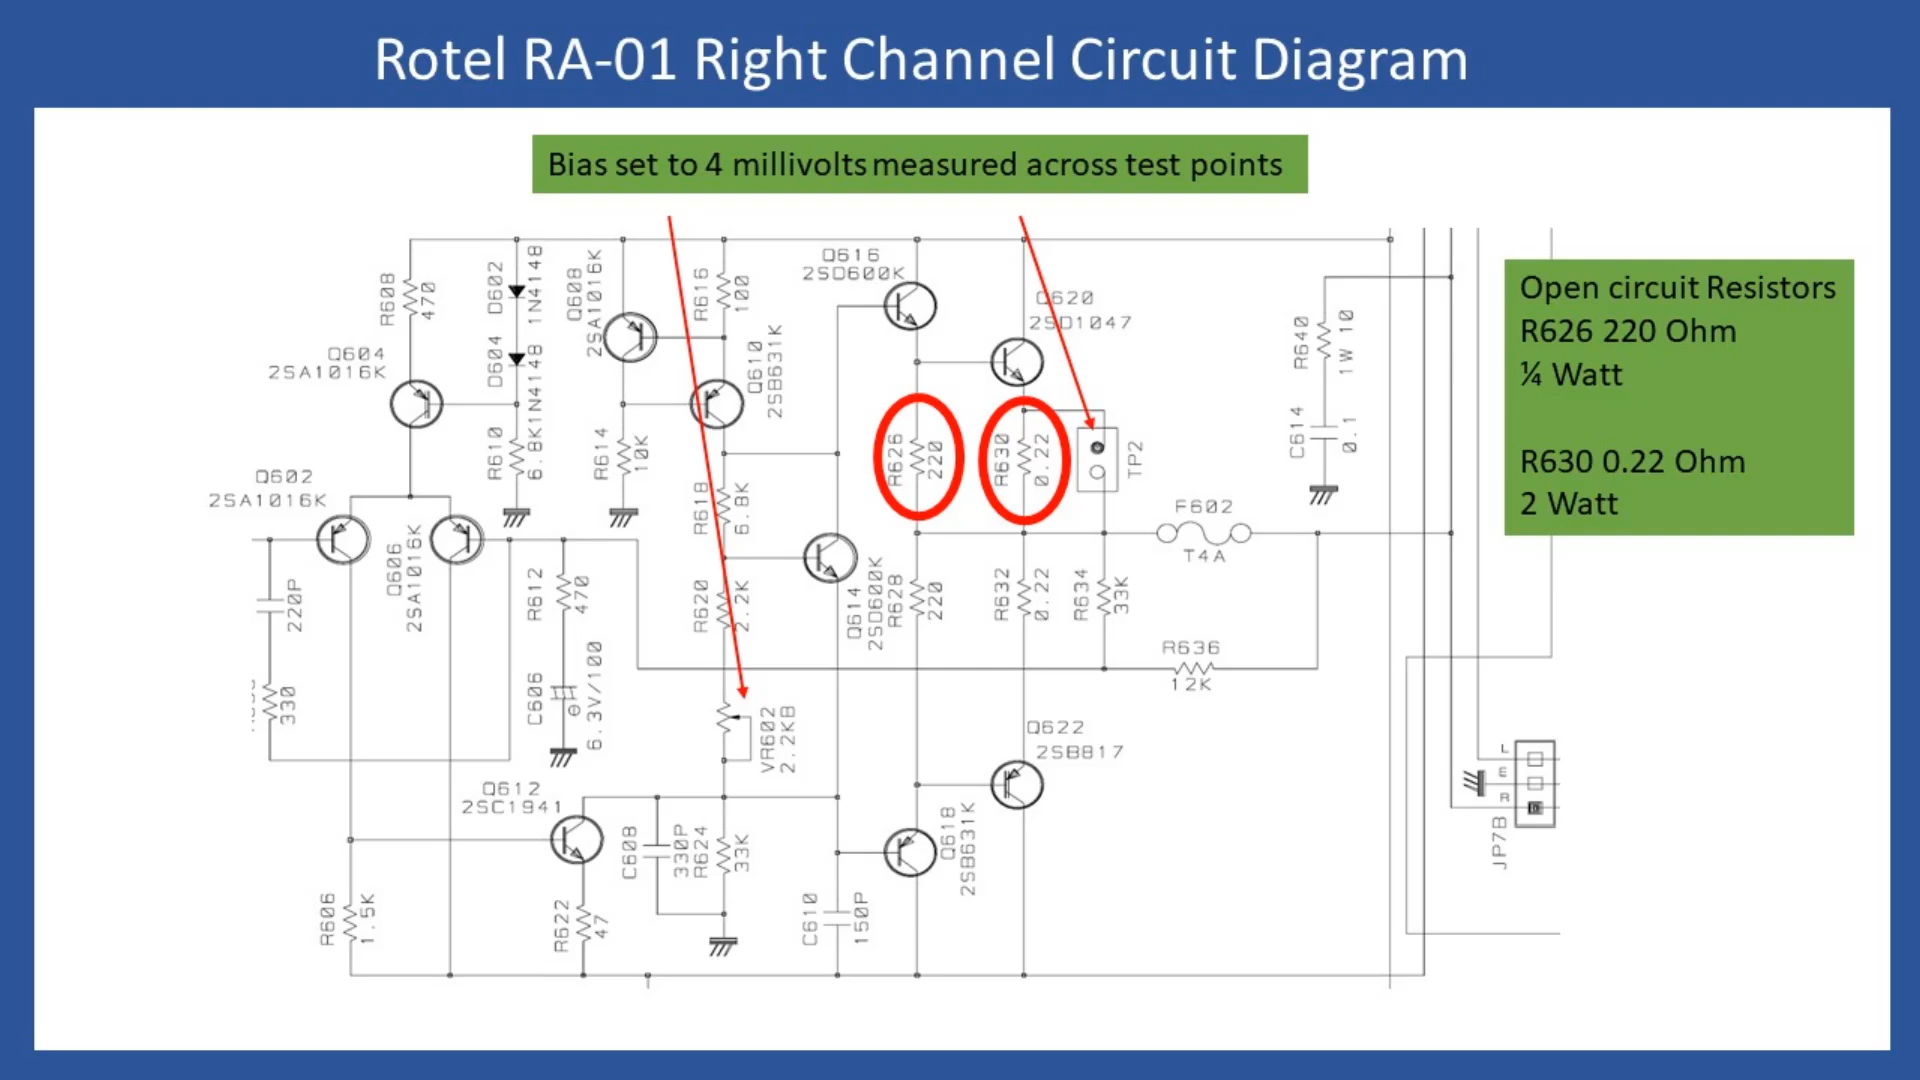 Rotel RA-01 Right Channel Circuit Diagram
Bias set to 4 millivolts measured across test points
Open circuit Resistors
R626 220 Ohm
¼ Watt
R630 0.22 Ohm
2 Watt
R608
470
D602
1N4148
D604
1N4148
Q608
2SA1016K
R616
100
Q616
2SD600K
Q620
2SD1047
Q604
2SA1016K
R610
6.8K
R614
10K
Q610
2SB631K
R626
220
R630
0.22
TP2
R640
1W 10
C614
0.1
Q602
2SA1016K
Q606
2SA1016K
R618
6.8K
F602
T4A
220P
R612
470
R620
2.2K
Q614
2SD600K
R628
220
R632
0.22
R634
33K
R636
12K
330
C606
6.3V/100
VR602
2.2KB
Q622
2SB817
L
E
R
JP7B
Q612
2SC1941
C608
330P
R624
33K
Q618
2SB631K
R606
1.5K
R622
47
C610
150P